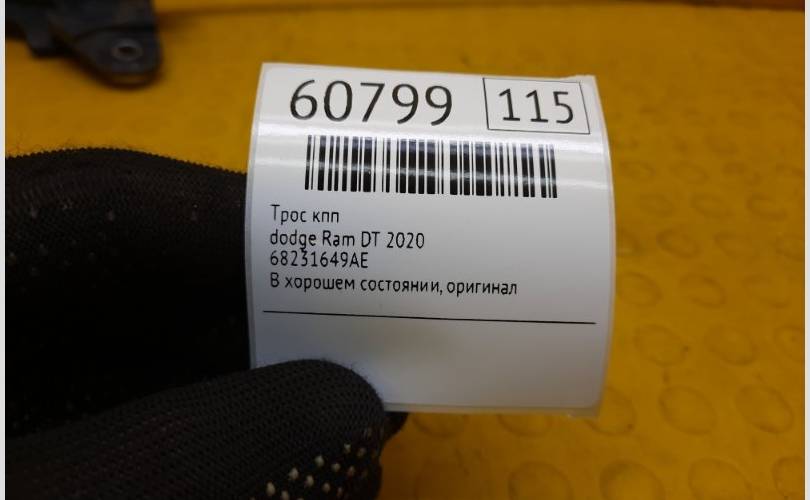 60799 115
Трос кпп
dodge Ram DT 2020
68231649AE
В хорошем состоянии, оригинал